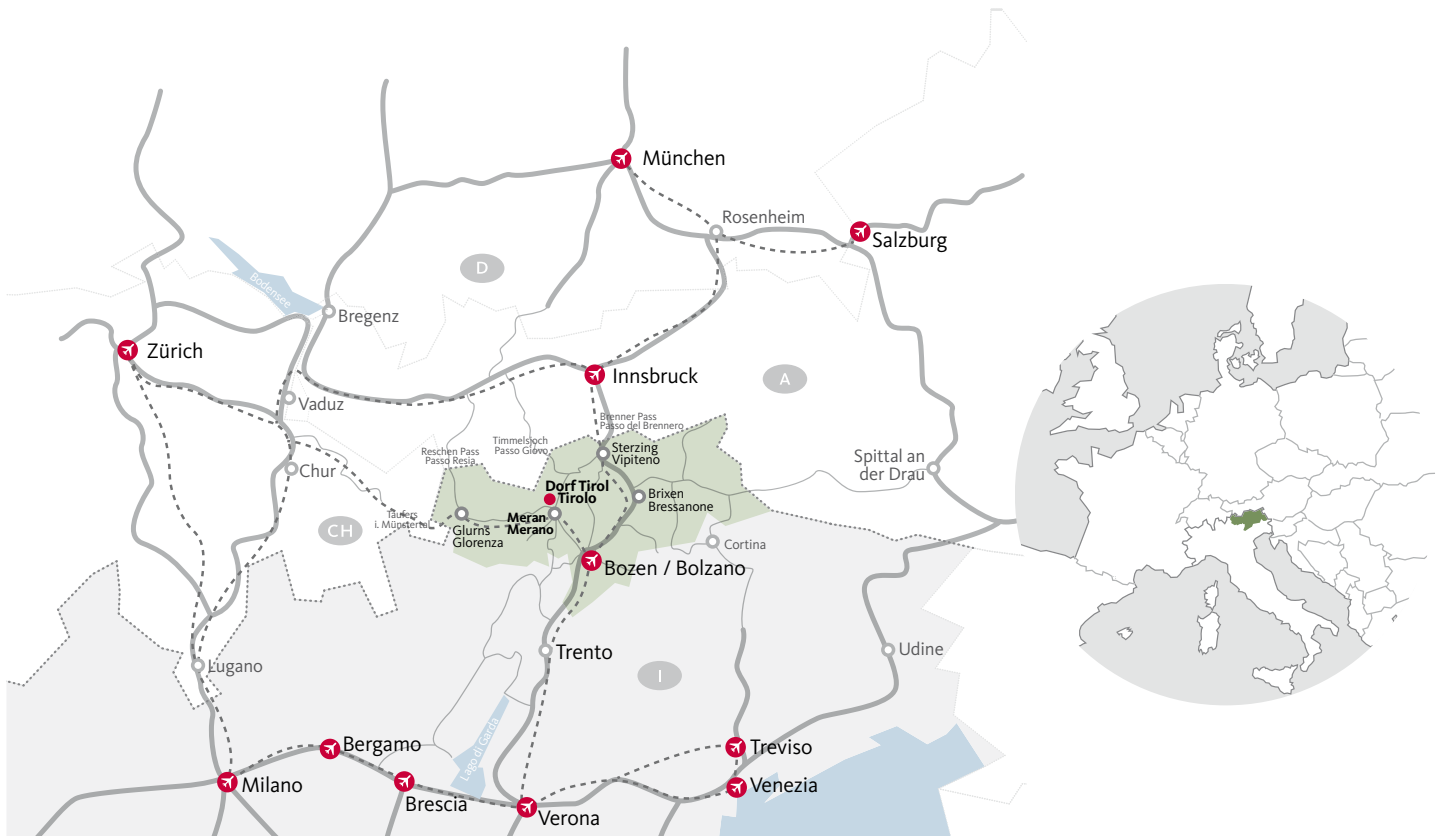 München
Rosenheim
Salzburg
D
Bodensee
Bregenz
Zürich
Innsbruck
A
Vaduz
Brenner Pass
Passo del Brennero
Timmelsjoch
Passo Giovo
Reschen Pass
Passo Resia
Sterzing
Vipiteno
Spittal an
der Drau
Chur
Dorf Tirol
Tirolo
Brixen
Bressanone
Täufers
i. Münstertal
Meran
Merano
Glurns
Glorenza
CH
Cortina
Bozen / Bolzano
Trento
Udine
Lugano
I
Lago di Garda
Bergamo
Treviso
Milano
Brescia
Verona
Venezia